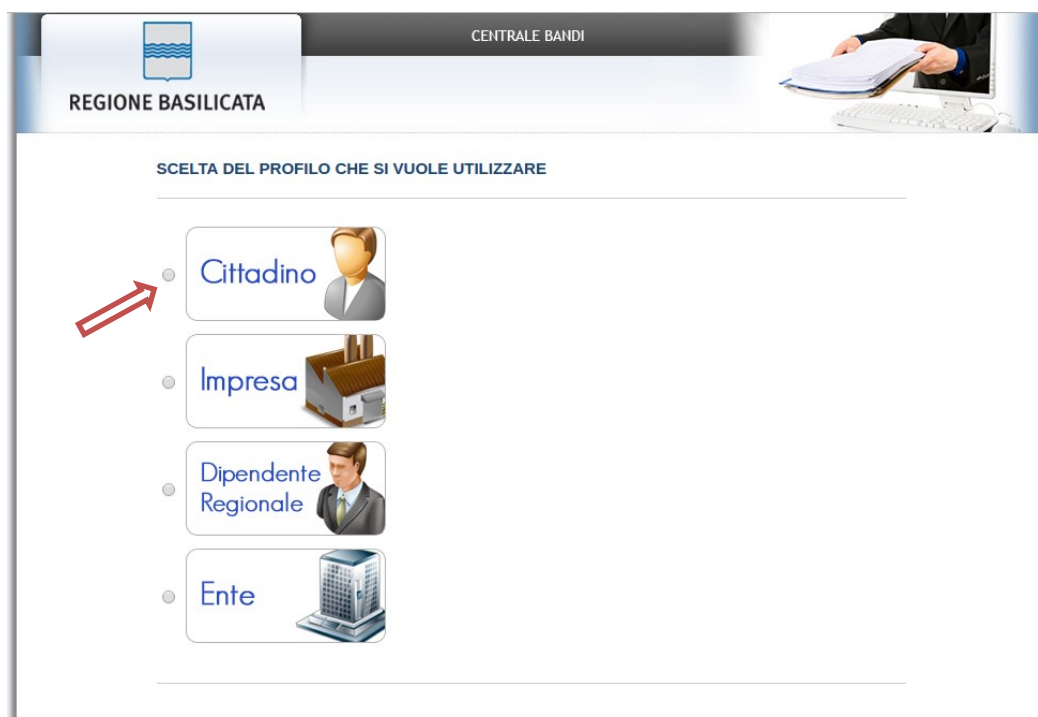 CENTRALE BANDI
REGIONE BASILICATA
SCELTA DEL PROFILO CHE SI VUOLE UTILIZZARE
Cittadino
Impresa
Dipendente
Regionale
Ente